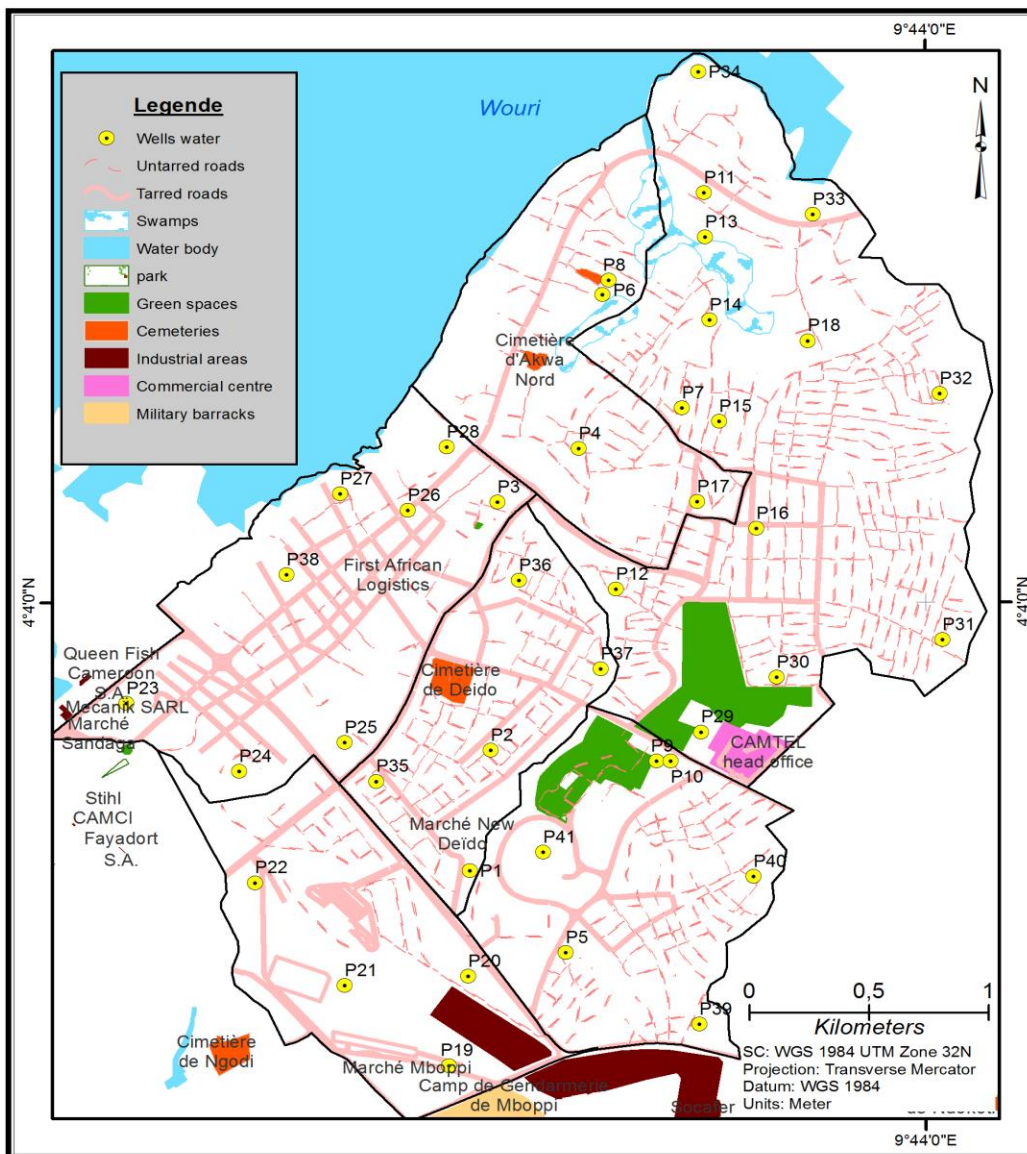 9°44'0"E
Legende
Wells water
Untarred roads
Tarred roads
Swamps
Water body
park
Green spaces
Cemeteries
Industrial areas
Commercial centre
Military barracks
Wouri
N
P34
P11
P33
P13
P8
P6
P14
P18
Cimetière
d'Akwa
Nord
P32
P7
P15
P28
P4
P27
P26
P3
P17
P16
P38
First African
Logistics
P36
P12
4°4'0"N
4°4'0"N
P31
Queen Fish
Cameroon
S.A.
P23
Mecanik SARL
Marché
Sandaga
Cimetière
de Deido
P37
P30
P29
CAMTEL
head office
P25
P2
P9
P10
P24
P35
Stihl
CAMCI
Fayadort
S.A.
Marché New
Deïdo
P41
P1
P40
P22
P5
P20
P21
0 0,5 1
Kilometers
P39
Cimetière
de Ngodi
P19
Marché Mboppi
Camp de Gendarmerie
de Mboppi
SC: WGS 1984 UTM Zone 32N
Projection: Transverse Mercator
Datum: WGS 1984
Units: Meter
9°44'0"E